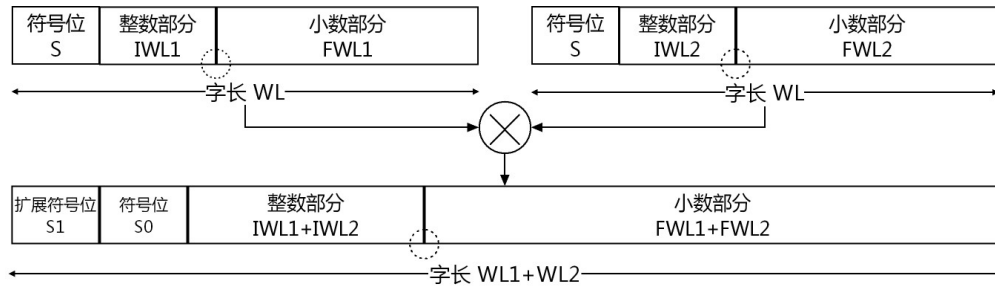 符号位
S
整数部分
IWL1
小数部分
FWL1
符号位
S
整数部分
IWL2
小数部分
FWL2
字长 WL
字长 WL
扩展符号位
S1
符号位
S0
整数部分
IWL1+IWL2
小数部分
FWL1+FWL2
字长 WL1+WL2